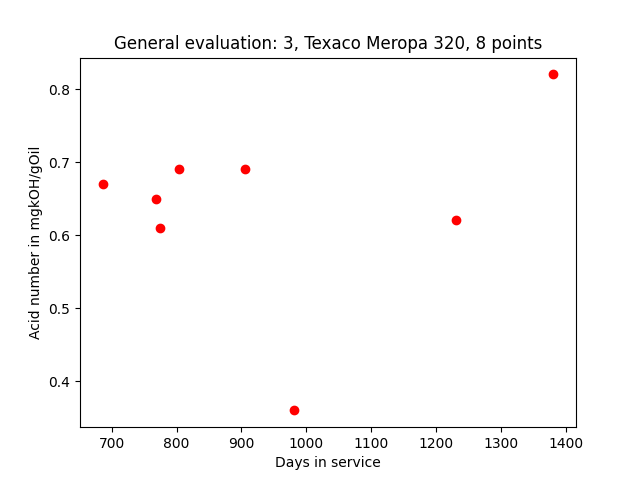 General evaluation: 3, Texaco Meropa 320, 8 points
Acid number in mgkOH/gOil
0.8
0.7
0.6
0.5
0.4
700 800 900 1000 1100 1200 1300 1400
Days in service